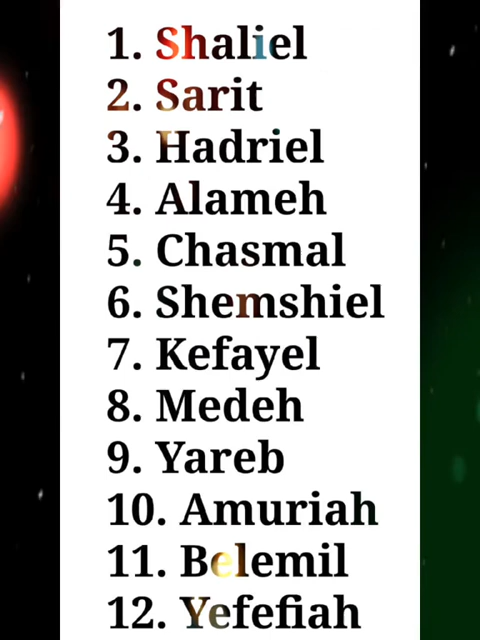 1. Shaliel
2. Sarit
3. Hadriel
4. Alameh
5. Chasmal
6. Shemshiel
7. Kefayel
8. Medeh
9. Yareb
10. Amuriah
11. Belemil
12. Yefefiah